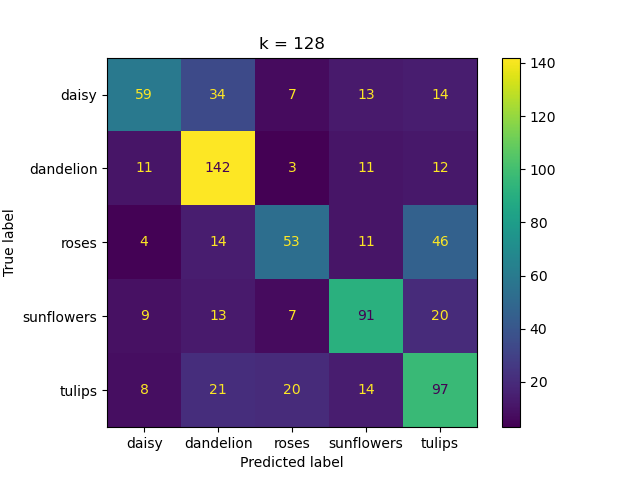 k = 128
daisy 59 34 7 13 14
dandelion 11 142 3 11 12
roses 4 14 53 11 46
sunflowers 9 13 7 91 20
tulips 8 21 20 14 97
daisy dandelion roses sunflowers tulips
Predicted label
True label
140
120
100
80
60
40
20